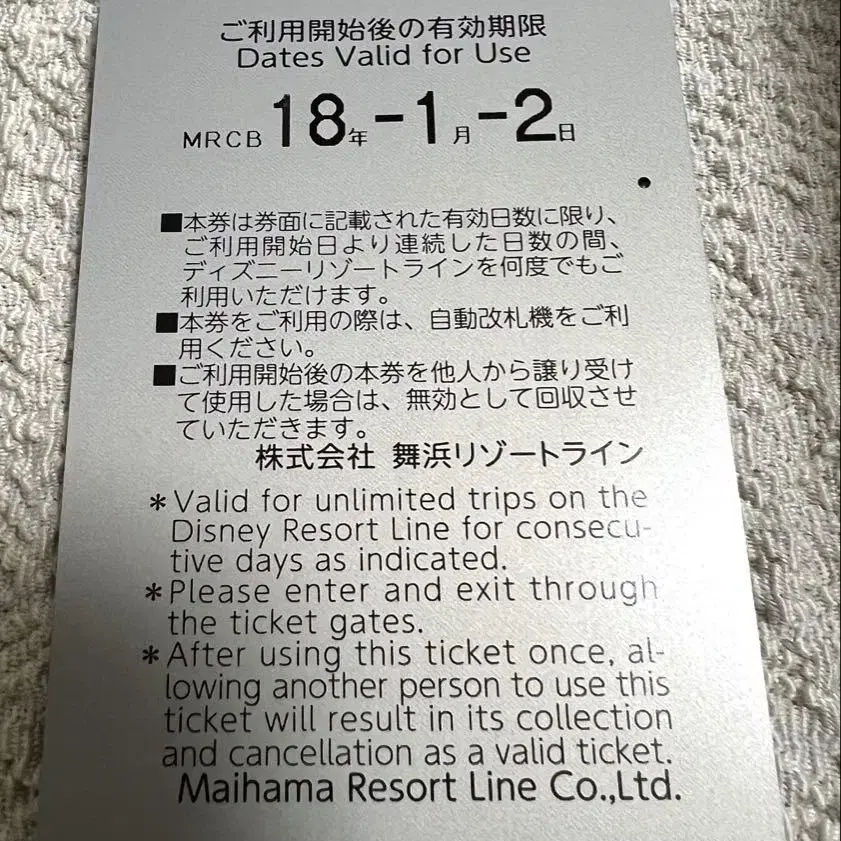 ご利用開始後の有効期限
Dates Valid for Use
MRCB 18年-1月-2日
■本券は券面に記載された有効日数に限り、
ご利用開始日より連続した日数の間、
ディズニーリゾートラインを何度でもご
利用いただけます。
■本券をご利用の際は、自動改札機をご利
用ください。
■ご利用開始後の本券を他人から譲り受け
て使用した場合は、無効として回収させ
ていただきます。
株式会社 舞浜リゾートライン
*Valid for unlimited trips on the
Disney Resort Line for consecu-
tive days as indicated.
*Please enter and exit through
the ticket gates.
*After using this ticket once, al-
lowing another person to use this
ticket will result in its collection
and cancellation as a valid ticket.
Maihama Resort Line Co.,Ltd.